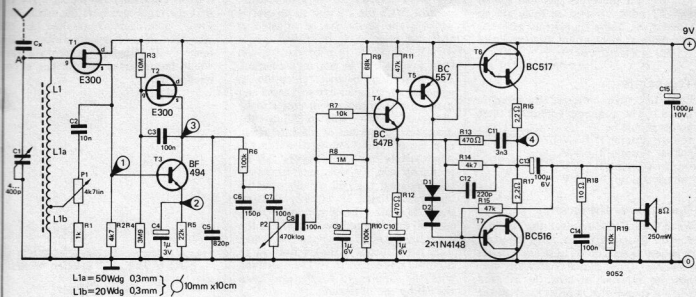 9V
+
T1
R3
10M
T2
R9
68k
R11
47k
T5
BC
557
T6
BC517
C15
1000µ
10V
Cx
A
g
d
s
E300
g
d
s
E300
L1
C2
10n
C3
100n
3
R6
100k
R7
10k
T4
BC
547B
R8
1M
R16
2,2Ω
R13
470Ω
C11
3n3
4
C1
4....
400p
L1a
P1
4k7lin
1
T3
BF
494
R14
4k7
C13
100µ
6V
R17
2,2Ω
C12
220p
R15
47k
R18
10Ω
8Ω
250mW
L1b
2
C6
150p
C7
100n
C8
100n
R12
470Ω
D1
D2
T7
BC516
R1
1k
R2
4k7
R4
3M9
C4
1µ
3V
R5
22k
C5
820p
P2
470k log
C9
1µ
6V
R10
100k
C10
1µ
6V
2×1N4148
C14
100n
R19
10k
0
9052
L1a = 50Wdg 0,3mm
L1b = 20Wdg 0,3mm
10mm x10cm